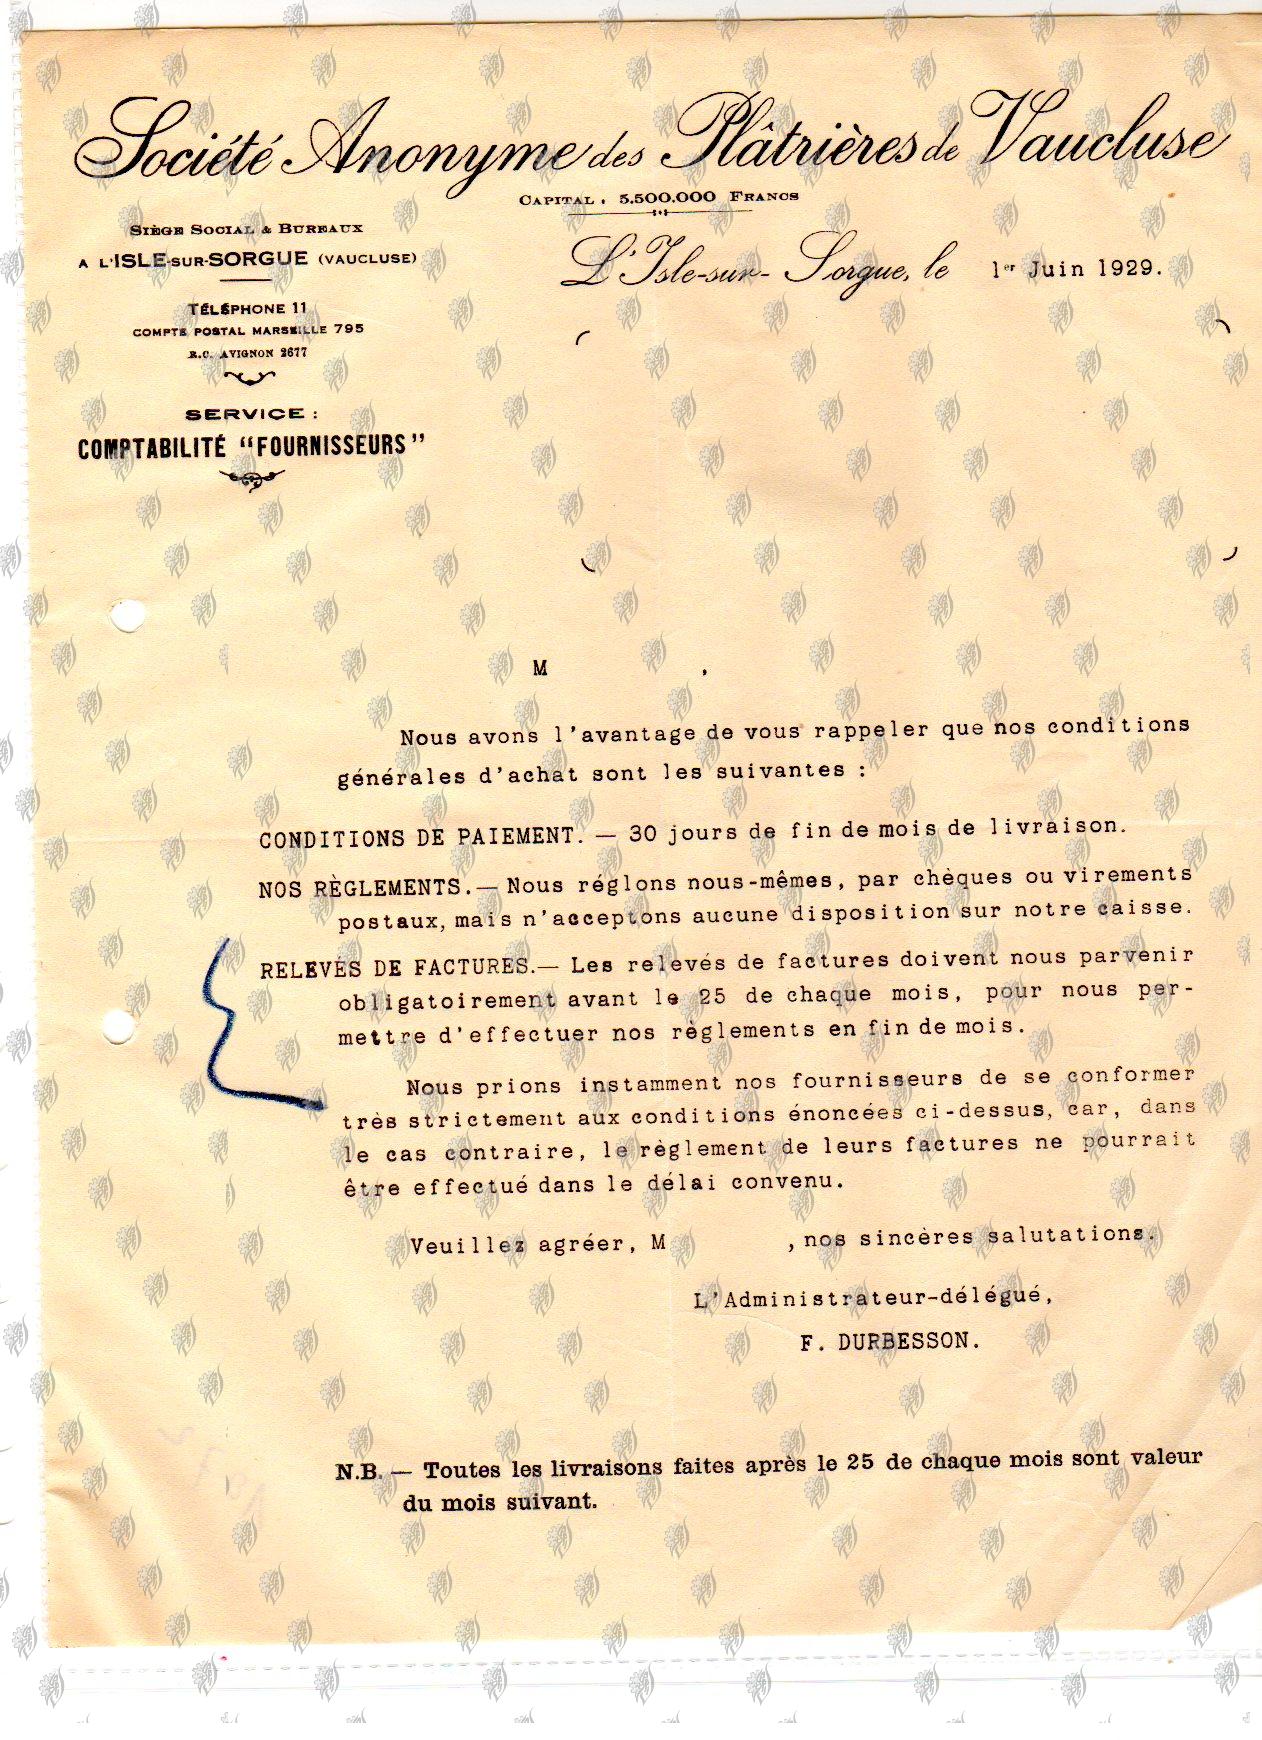 Société Anonyme des Plâtrières de Vaucluse
Capital : 5.500.000 Francs
Siège Social & Bureaux
A L'ISLE-SUR-SORGUE (VAUCLUSE)
L'Isle-sur-Sorgue, le 1er Juin 1929.
TÉLÉPHONE 11
COMPTE POSTAL MARSEILLE 795
R.C. AVIGNON 2677
SERVICE :
COMPTABILITÉ "FOURNISSEURS"
M ,
Nous avons l'avantage de vous rappeler que nos conditions
générales d'achat sont les suivantes :
CONDITIONS DE PAIEMENT. — 30 jours de fin de mois de livraison.
NOS RÈGLEMENTS. — Nous réglons nous-mêmes, par chèques ou virements
postaux, mais n'acceptons aucune disposition sur notre caisse.
RELEVÉS DE FACTURES. — Les relevés de factures doivent nous parvenir
obligatoirement avant le 25 de chaque mois, pour nous per-
mettre d'effectuer nos règlements en fin de mois.
Nous prions instamment nos fournisseurs de se conformer
très strictement aux conditions énoncées ci-dessus, car, dans
le cas contraire, le règlement de leurs factures ne pourrait
être effectué dans le délai convenu.
Veuillez agréer, M , nos sincères salutations.
L'Administrateur-délégué,
F. DURBESSON.
N.B. — Toutes les livraisons faites après le 25 de chaque mois sont valeur
du mois suivant.